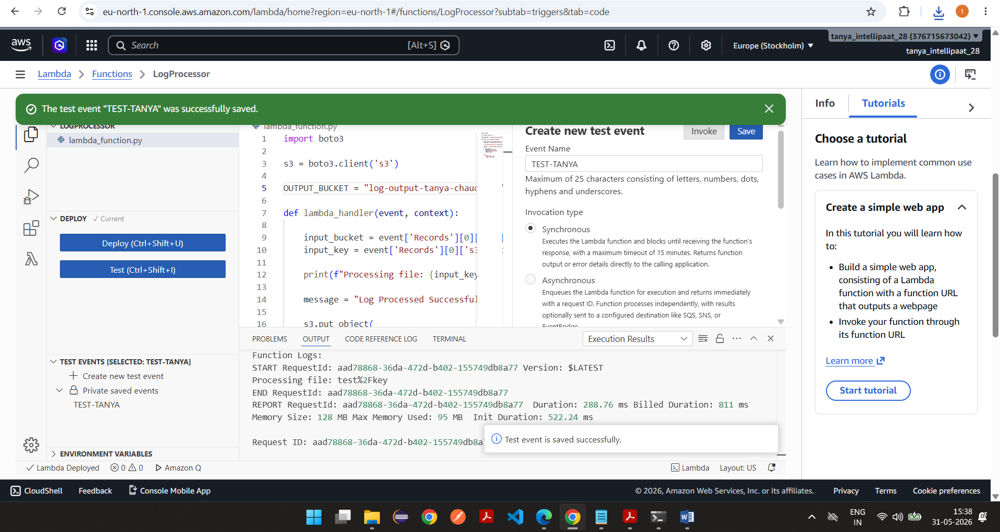 eu-north-1.console.aws.amazon.com/lambda/home?region=eu-north-1#/functions/LogProcessor?subtab=triggers&tab=code
t
aws
Search
[Alt+S]
Europe (Stockholm)
tanya_intellipaat_28 (376715673042)
tanya_intellipaat_28
Lambda
Functions
LogProcessor
The test event "TEST-TANYA" was successfully saved.
LOGPROCESSOR
lambda_function.py
DEPLOY
Current
Deploy (Ctrl+Shift+U)
Test (Ctrl+Shift+I)
TEST EVENTS [SELECTED: TEST-TANYA]
Create new test event
Private saved events
TEST-TANYA
ENVIRONMENT VARIABLES
lambda_function.py
1 import boto3
2
3 s3 = boto3.client('s3')
4
5 OUTPUT_BUCKET = "log-output-tanya-chaud
6
7 def lambda_handler(event, context):
8
9 input_bucket = event['Records'][0][
10 input_key = event['Records'][0]['s3
11
12 print(f"Processing file: {input_key
13
14 message = "Log Processed Successful
15
16 s3.put_object(
Create new test event
Invoke
Save
Event Name
TEST-TANYA
Maximum of 25 characters consisting of letters, numbers, dots,
hyphens and underscores.
Invocation type
Synchronous
Executes the Lambda function and blocks until receiving the function's
response, with a maximum timeout of 15 minutes. Returns function
output or error details directly to the calling application.
Asynchronous
Enqueues the Lambda function for execution and returns immediately
with a request ID. Function processes independently, with results
optionally sent to a configured destination like SQS, SNS, or
EventBridge.
PROBLEMS
OUTPUT
CODE REFERENCE LOG
TERMINAL
Execution Results
Function Logs:
START RequestId: aad78868-36da-472d-b402-155749db8a77 Version: $LATEST
Processing file: test%2Fkey
END RequestId: aad78868-36da-472d-b402-155749db8a77
REPORT RequestId: aad78868-36da-472d-b402-155749db8a77 Duration: 288.76 ms Billed Duration: 811 ms
Memory Size: 128 MB Max Memory Used: 95 MB Init Duration: 522.24 ms
Request ID: aad78868-36da-472d-b402-155749db8a
Test event is saved successfully.
Lambda Deployed
0
0
Amazon Q
Lambda
Layout: US
Info
Tutorials
Choose a tutorial
Learn how to implement common use
cases in AWS Lambda.
Create a simple web app
In this tutorial you will learn how
to:
• Build a simple web app,
consisting of a Lambda
function with a function URL
that outputs a webpage
• Invoke your function through
its function URL
Learn more
Start tutorial
CloudShell
Feedback
Console Mobile App
© 2026, Amazon Web Services, Inc. or its affiliates.
Privacy
Terms
Cookie preferences
ENG
IN
15:38
31-05-2026